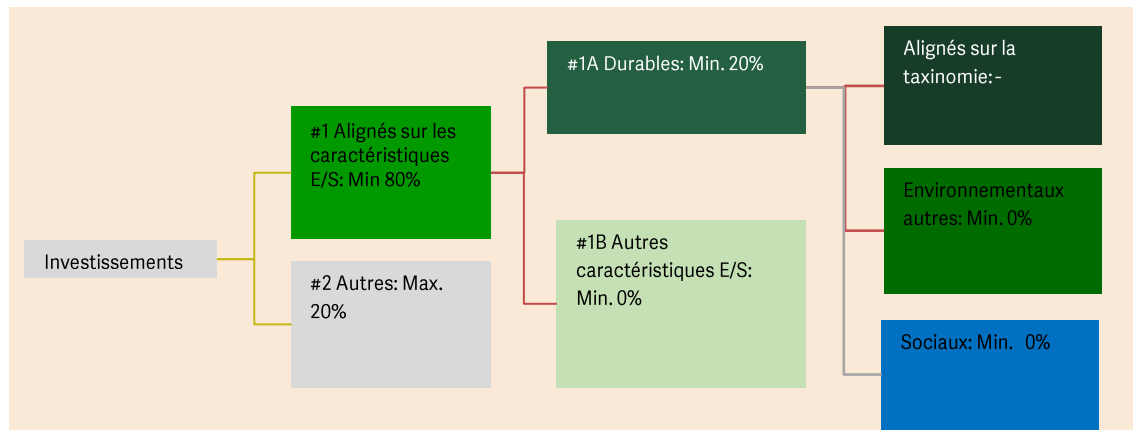 Investissements
#1 Alignés sur les
caractéristiques
E/S: Min 80%
#2 Autres: Max.
20%
#1A Durables: Min. 20%
#1B Autres
caractéristiques E/S:
Min. 0%
Alignés sur la
taxinomie:-
Environnementaux
autres: Min. 0%
Sociaux: Min. 0%